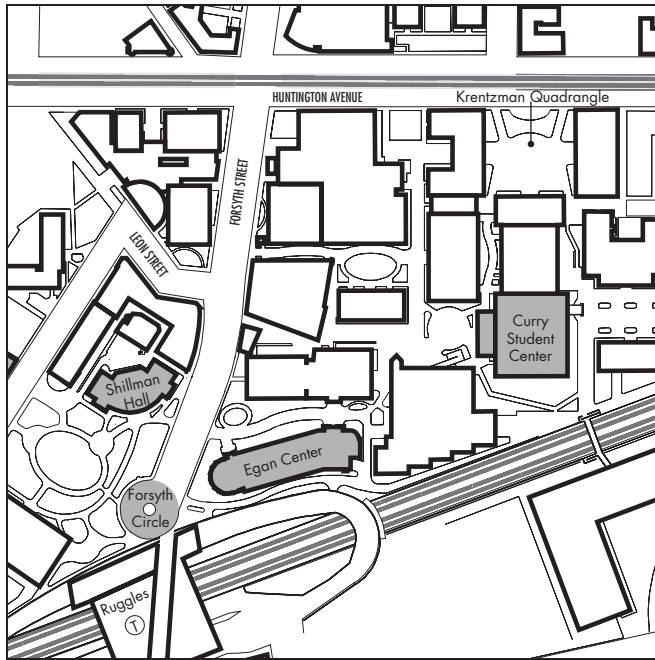 HUNTINGTON AVENUE
Krentzman Quadrangle
FORSYTH STREET
LEON STREET
Curry
Student
Center
Shillman
Hall
Egan Center
Forsyth
Circle
Ruggles
T